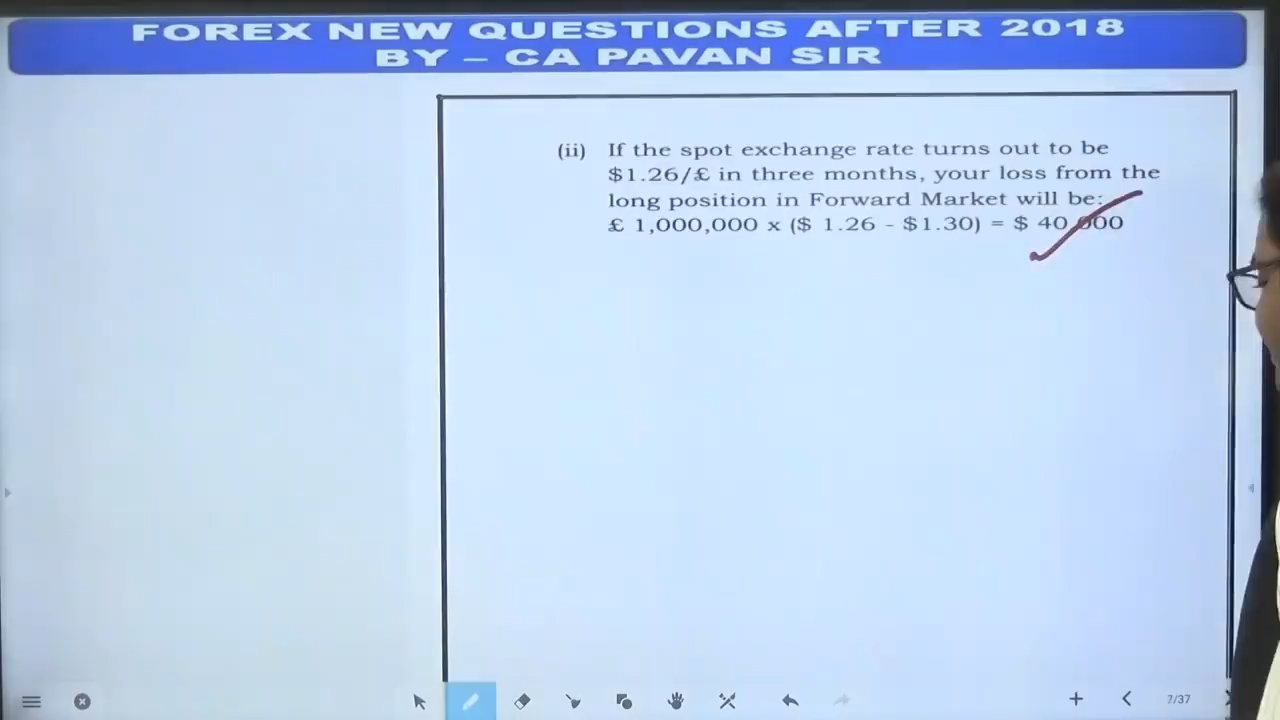 FOREX NEW QUESTIONS AFTER 2018
BY – CA PAVAN SIR
(ii) If the spot exchange rate turns out to be
$1.26/£ in three months, your loss from the
long position in Forward Market will be:
£ 1,000,000 x ($ 1.26 - $1.30) = $ 40,000
7/37